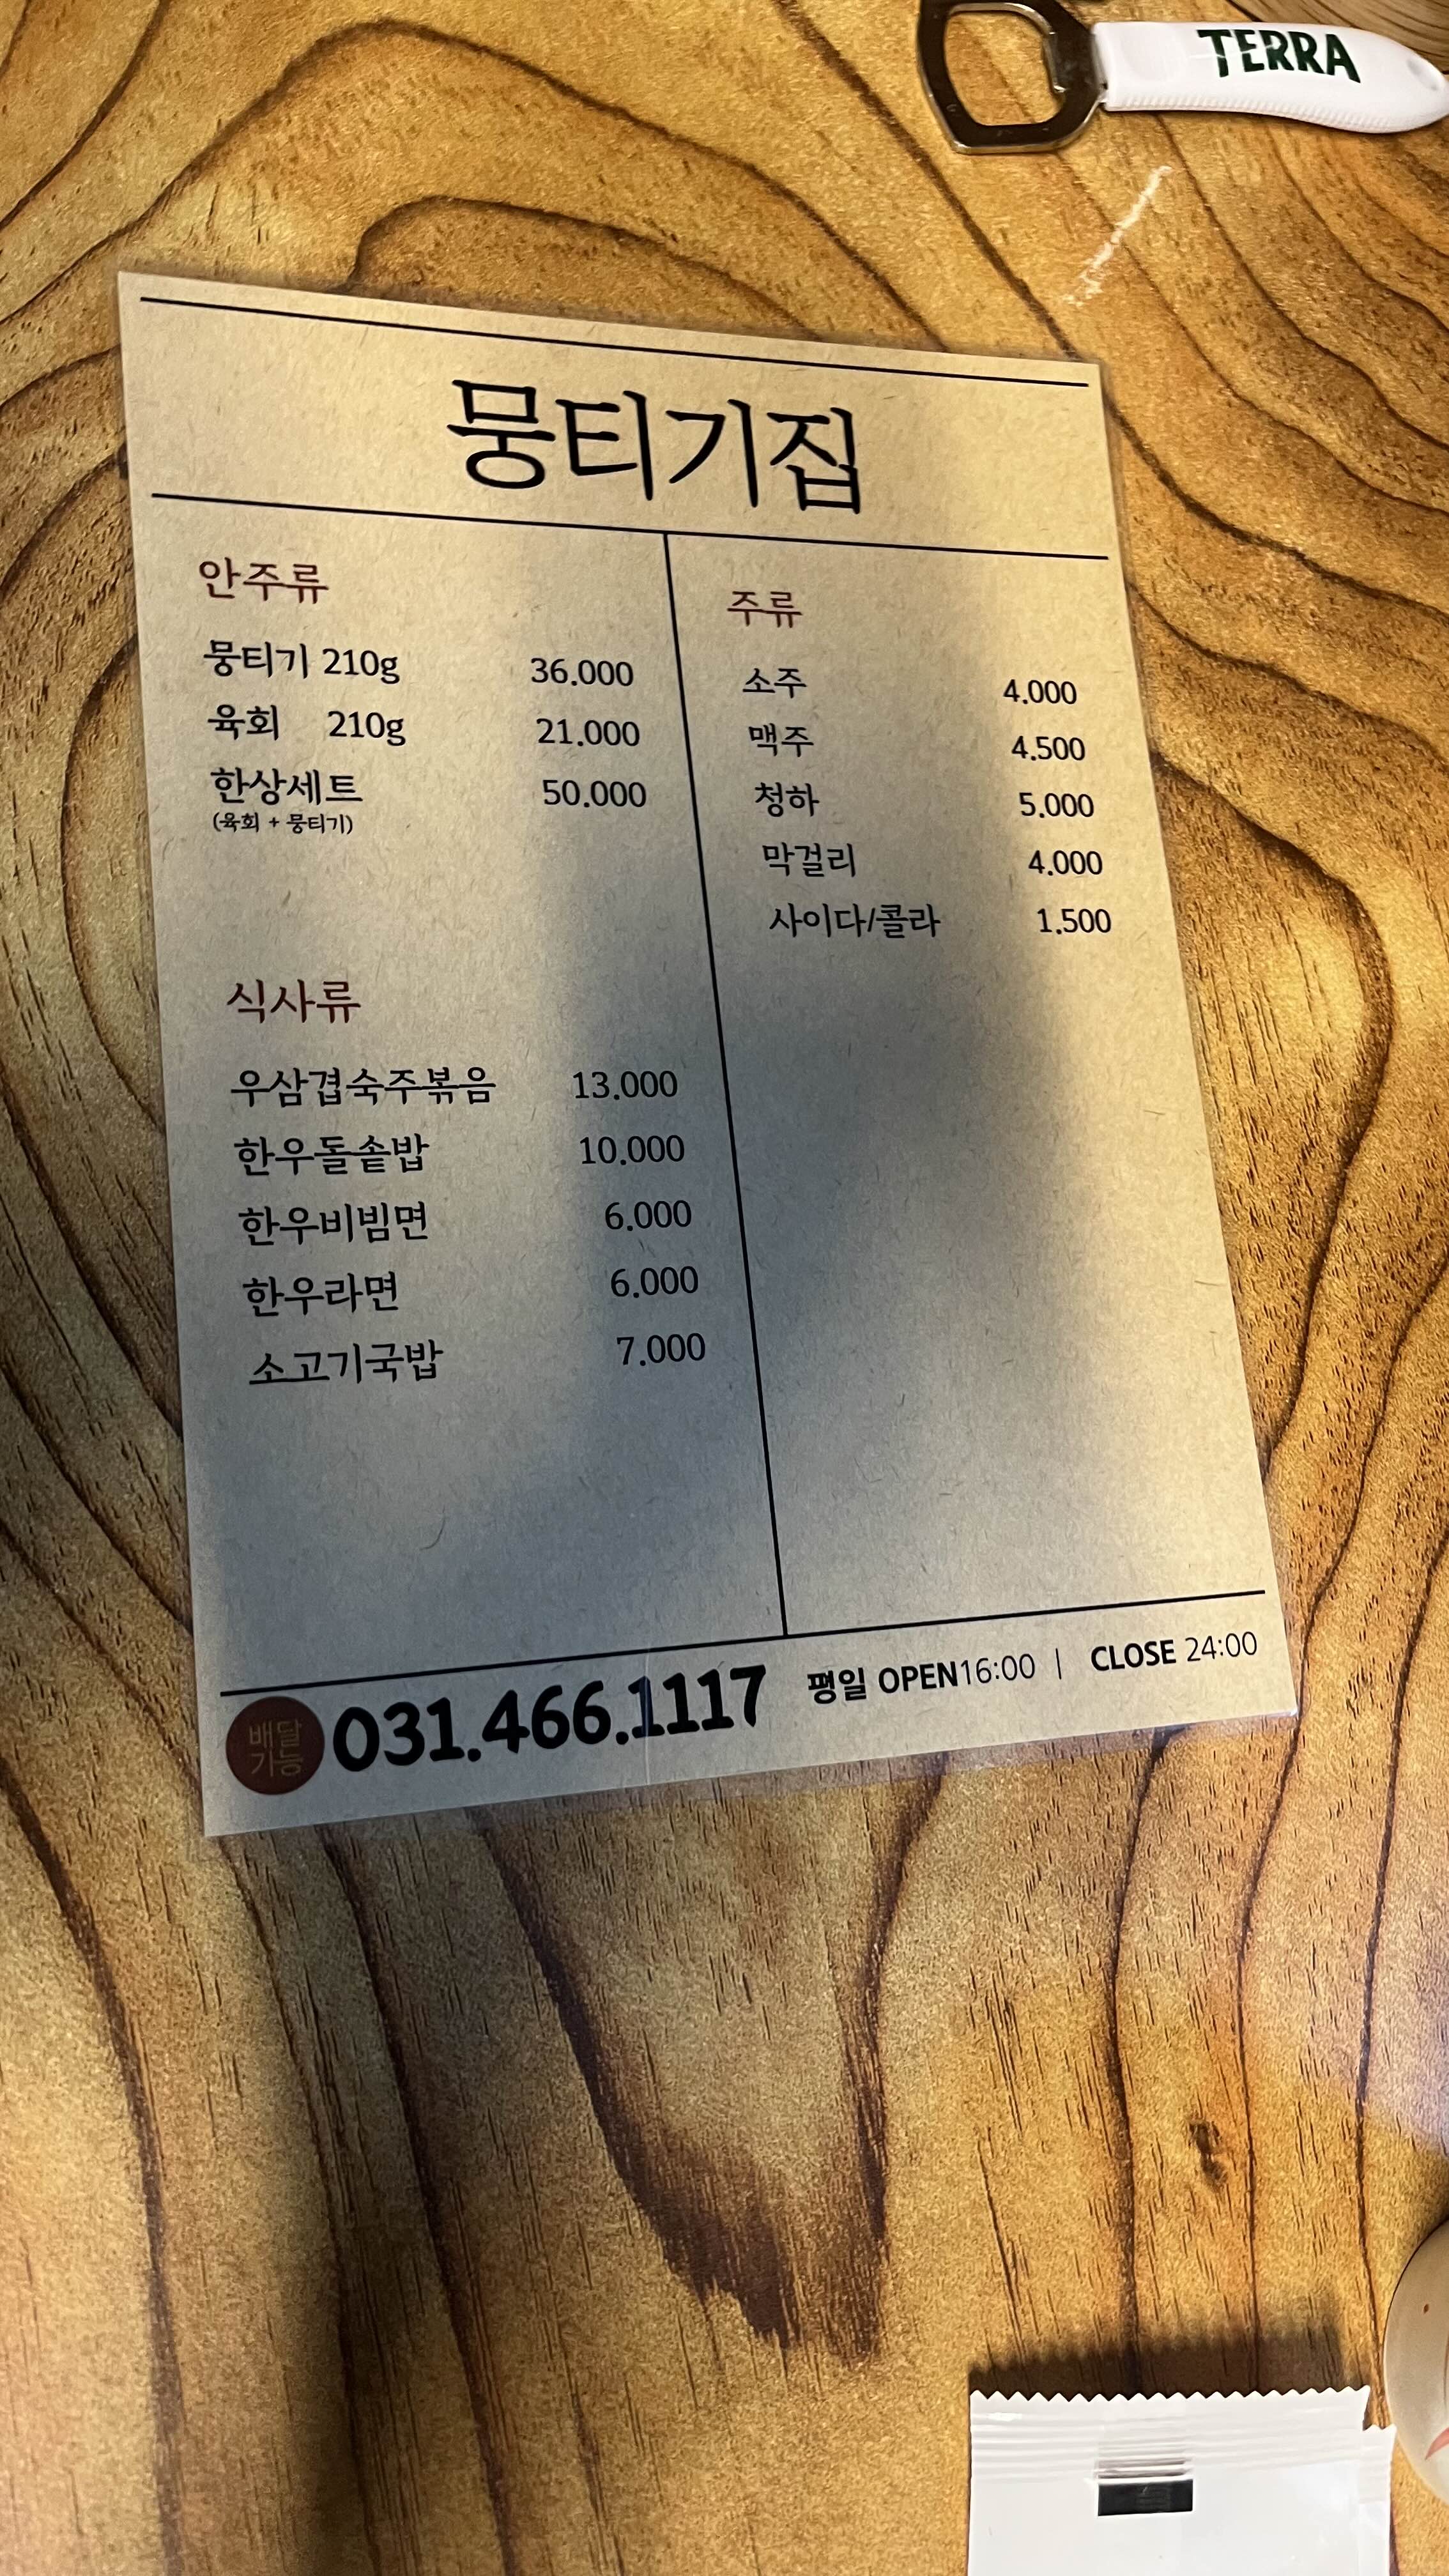 TERRA
뭉티기집
안주류
뭉티기 210g 36.000
육회 210g 21.000
한상세트 50.000
(육회 + 뭉티기)
식사류
우삼겹숙주볶음 13.000
한우돌솥밥 10.000
한우비빔면 6.000
한우라면 6.000
소고기국밥 7.000
주류
소주 4.000
맥주 4.500
청하 5.000
막걸리 4.000
사이다/콜라 1.500
배달
기능
031.466.1117
평일 OPEN16:00 | CLOSE 24:00